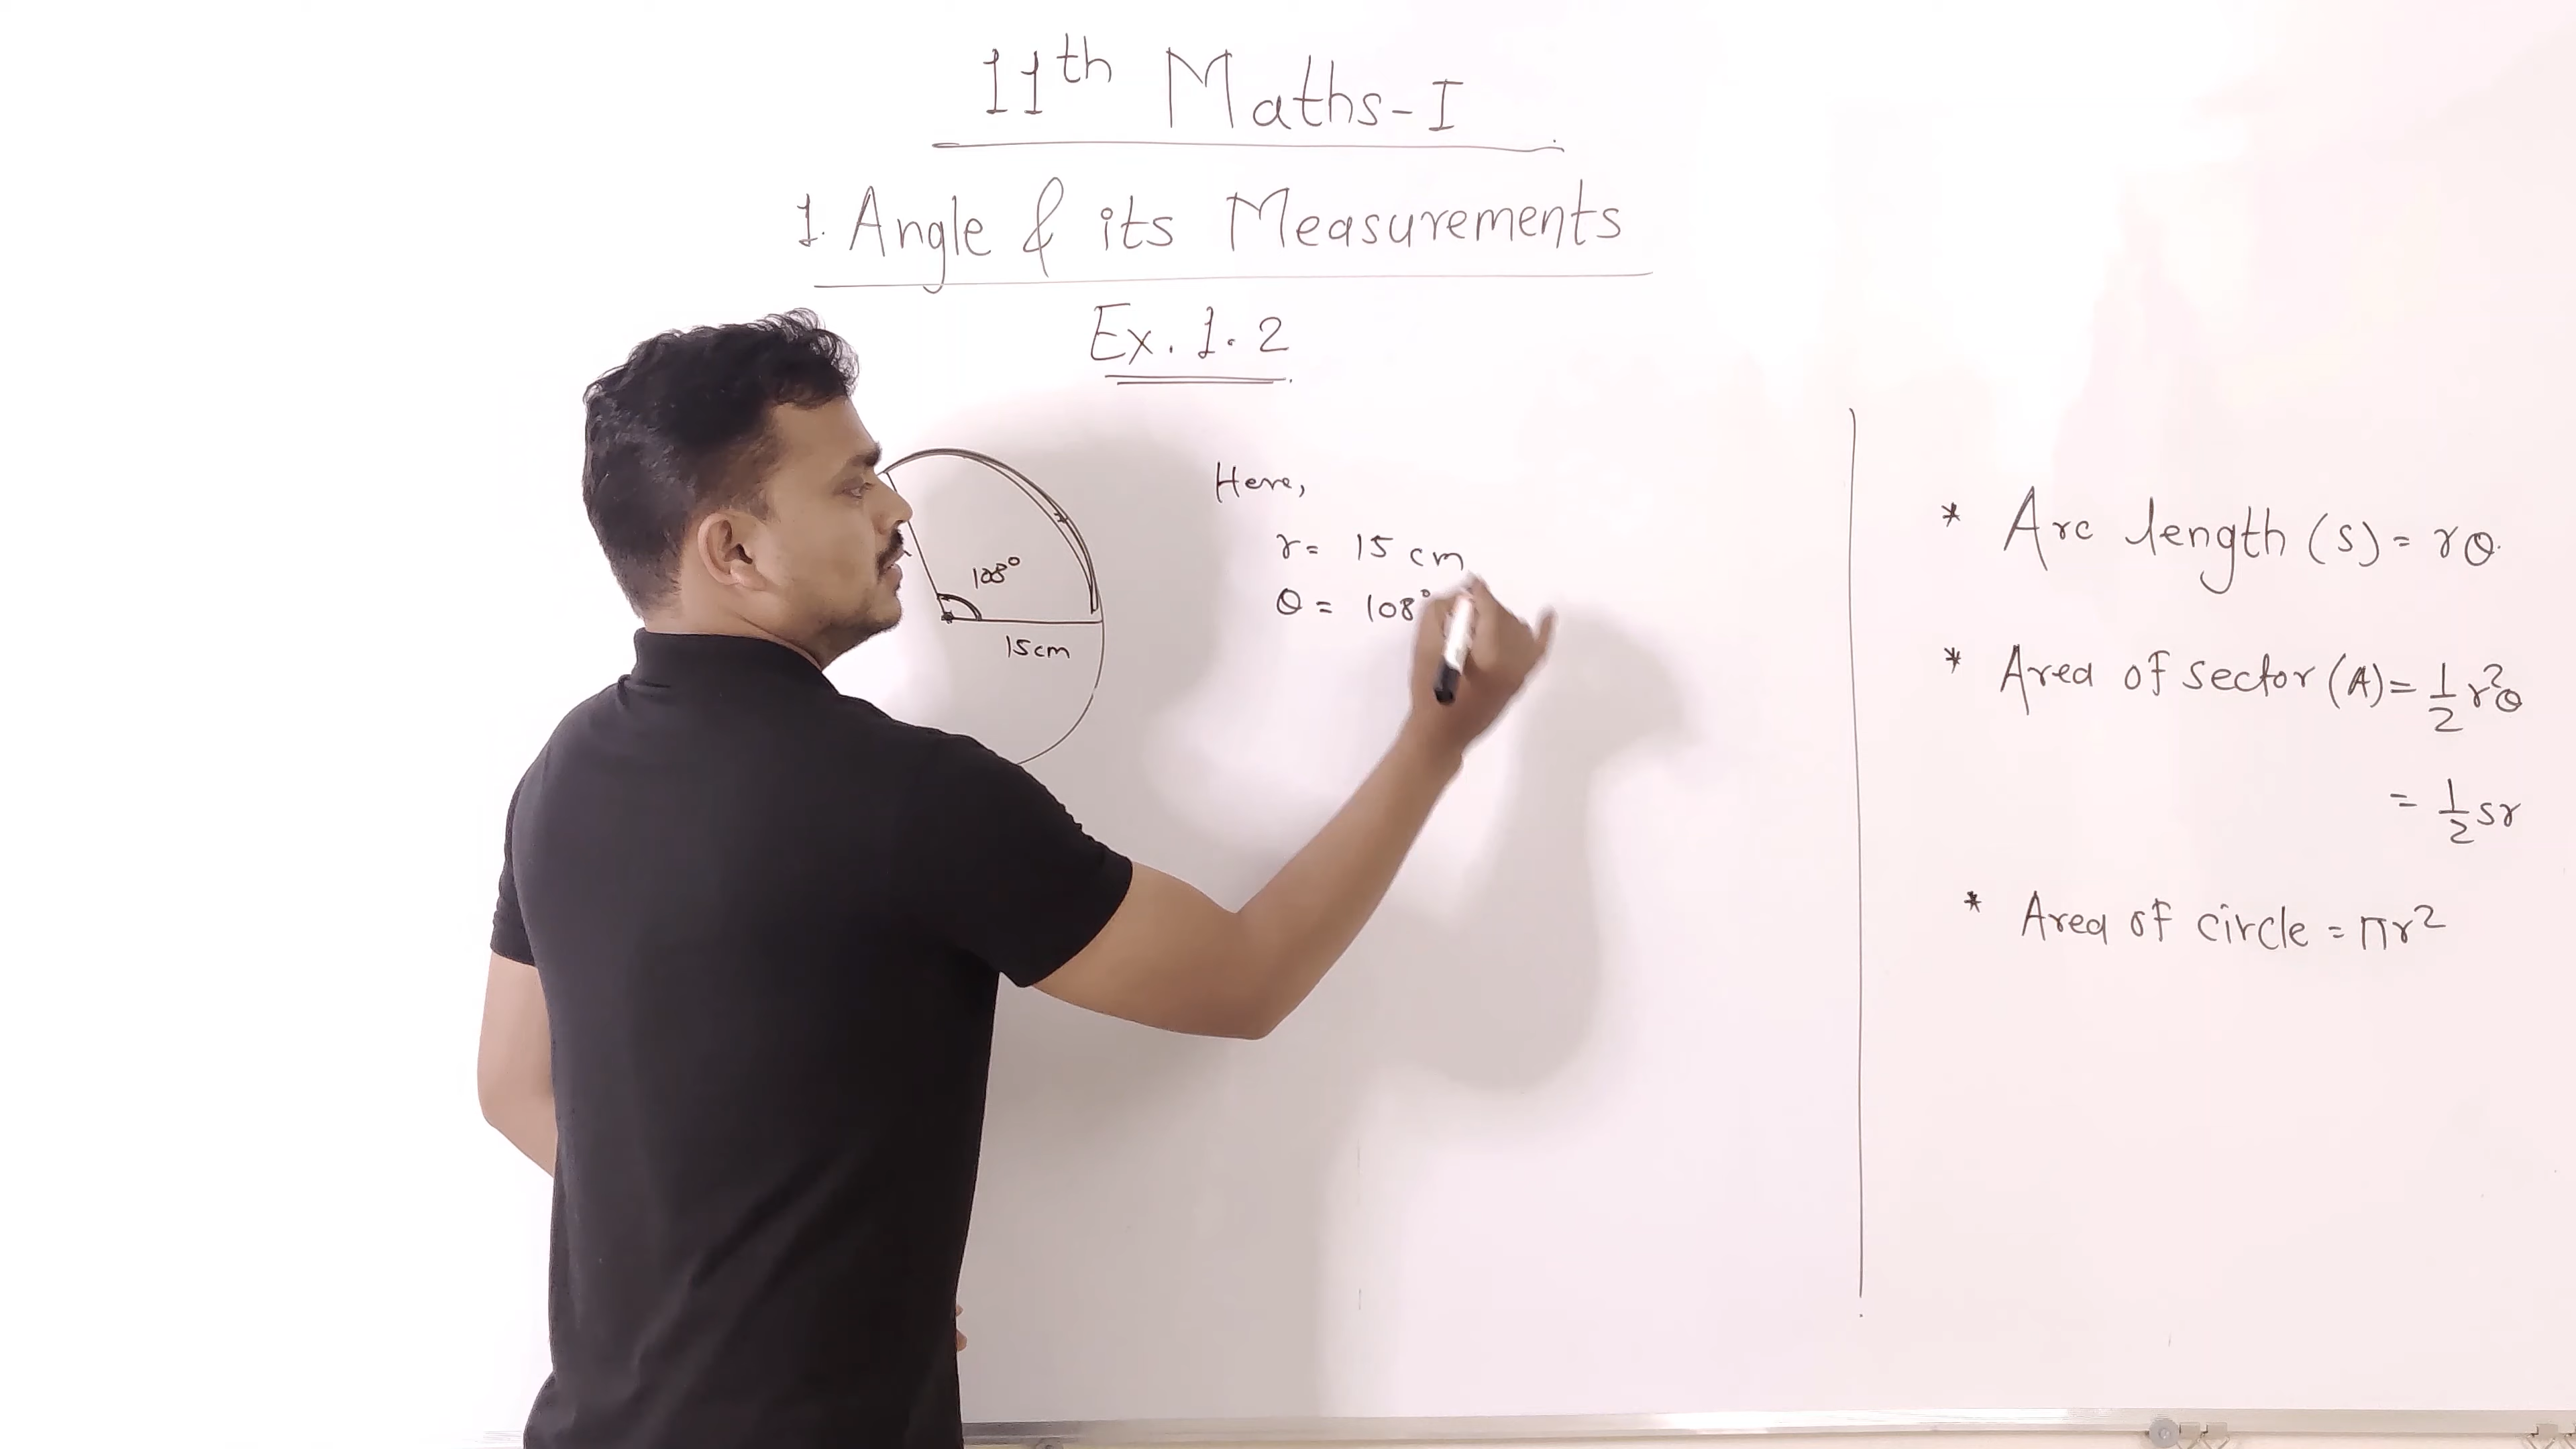 11th Maths-I
1. Angle & its Measurements
Ex. 1.2
108°
15cm
Here,
r = 15 cm
θ = 108°
* Arc length (S) = rθ.
* Area of sector (A) = 1/2 r²θ
= 1/2 sr
* Area of circle = πr²